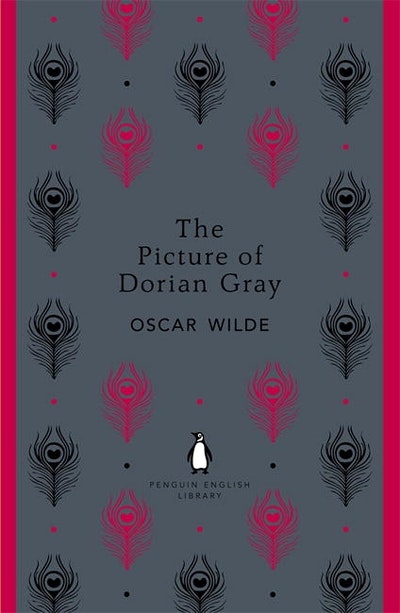 The
Picture of
Dorian Gray
OSCAR WILDE
PENGUIN ENGLISH
LIBRARY